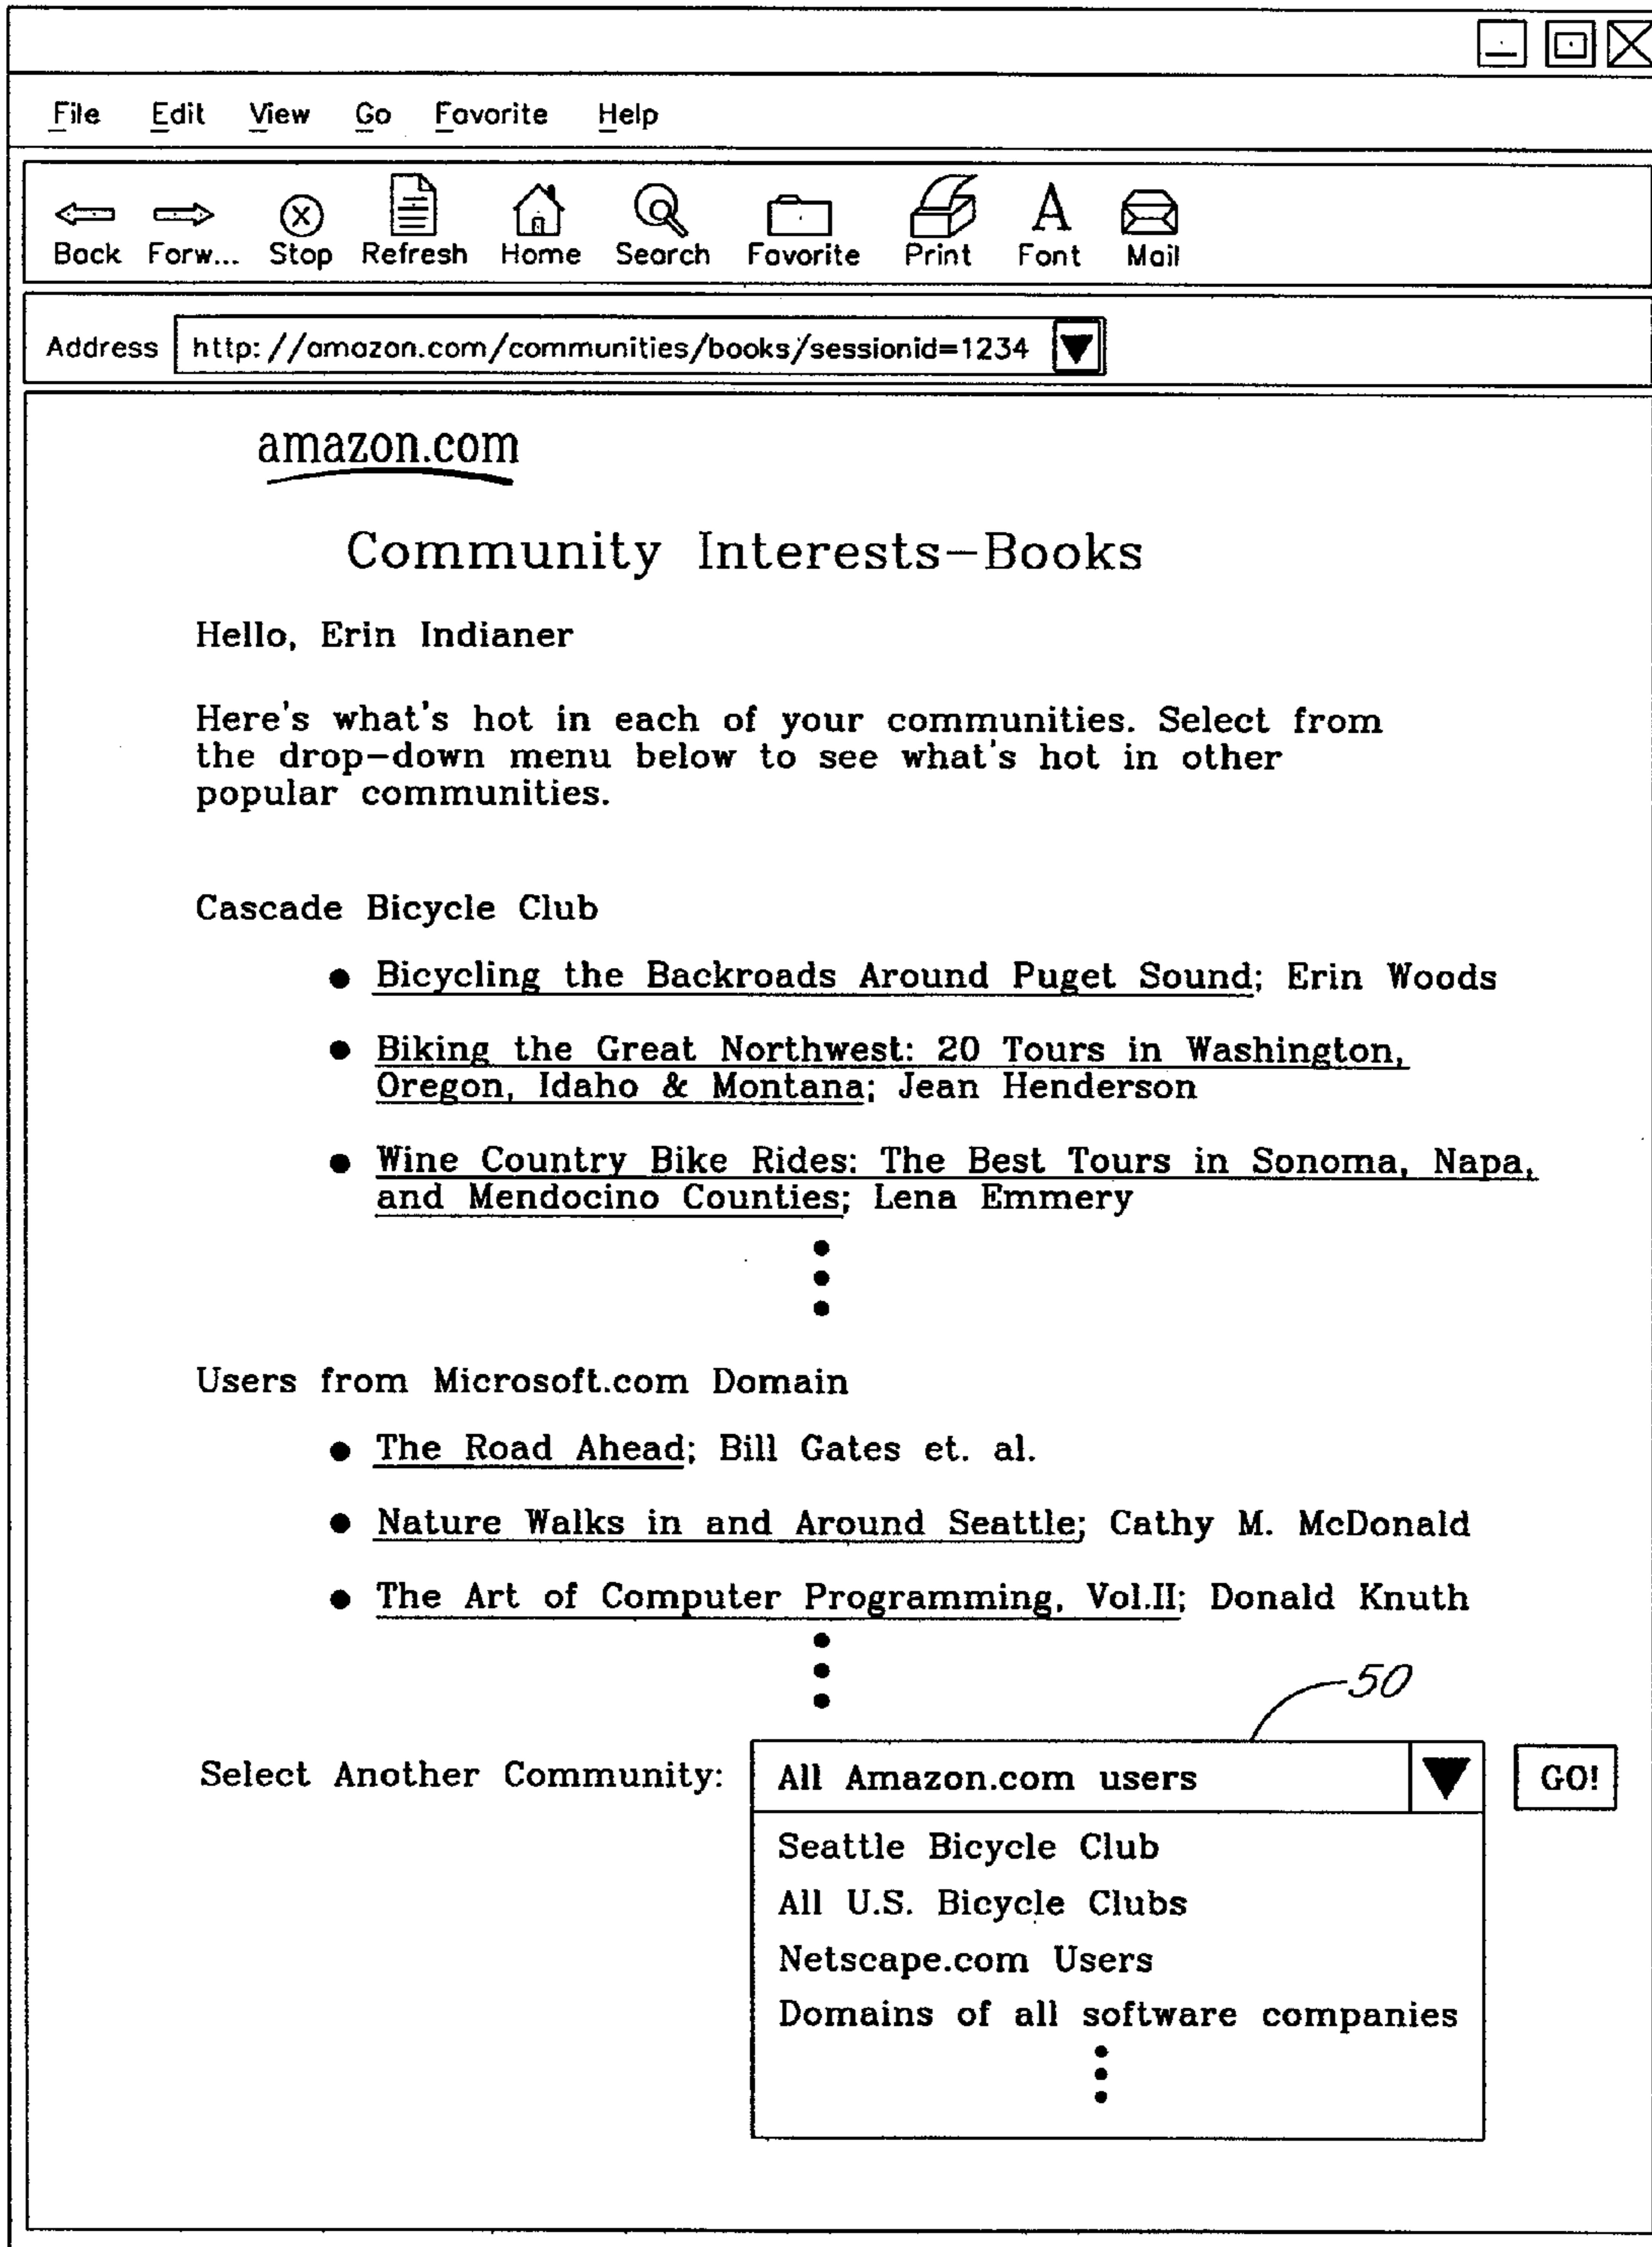 File Edit View Go Favorite Help
Back Forw... Stop Refresh Home Search Favorite Print Font Mail
Address http://amazon.com/communities/books/sessionid=1234
amazon.com
Community Interests-Books
Hello, Erin Indianer
Here's what's hot in each of your communities. Select from
the drop-down menu below to see what's hot in other
popular communities.
Cascade Bicycle Club
● Bicycling the Backroads Around Puget Sound; Erin Woods
● Biking the Great Northwest: 20 Tours in Washington,
Oregon, Idaho & Montana; Jean Henderson
● Wine Country Bike Rides: The Best Tours in Sonoma, Napa,
and Mendocino Counties; Lena Emmery
Users from Microsoft.com Domain
● The Road Ahead; Bill Gates et. al.
● Nature Walks in and Around Seattle; Cathy M. McDonald
● The Art of Computer Programming, Vol.II; Donald Knuth
50
Select Another Community: All Amazon.com users GO!
Seattle Bicycle Club
All U.S. Bicycle Clubs
Netscape.com Users
Domains of all software companies